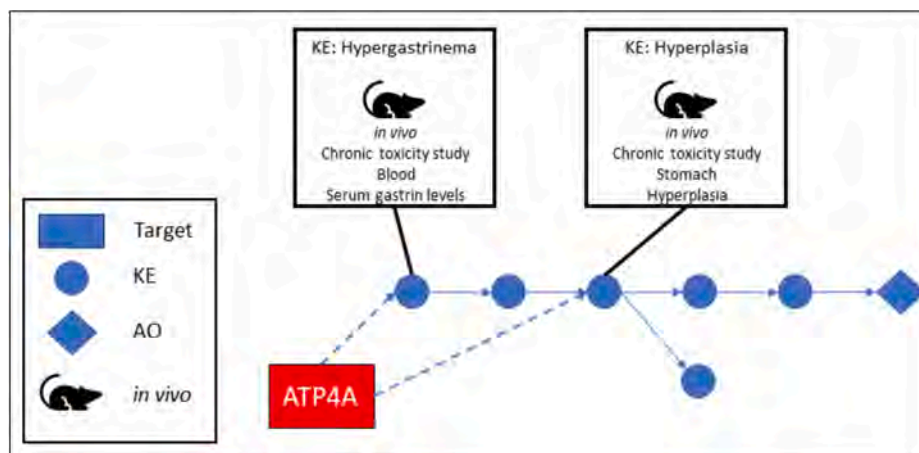 KE: Hypergastrinema
in vivo
Chronic toxicity study
Blood
Serum gastrin levels
KE: Hyperplasia
in vivo
Chronic toxicity study
Stomach
Hyperplasia
Target
KE
AO
in vivo
ATP4A